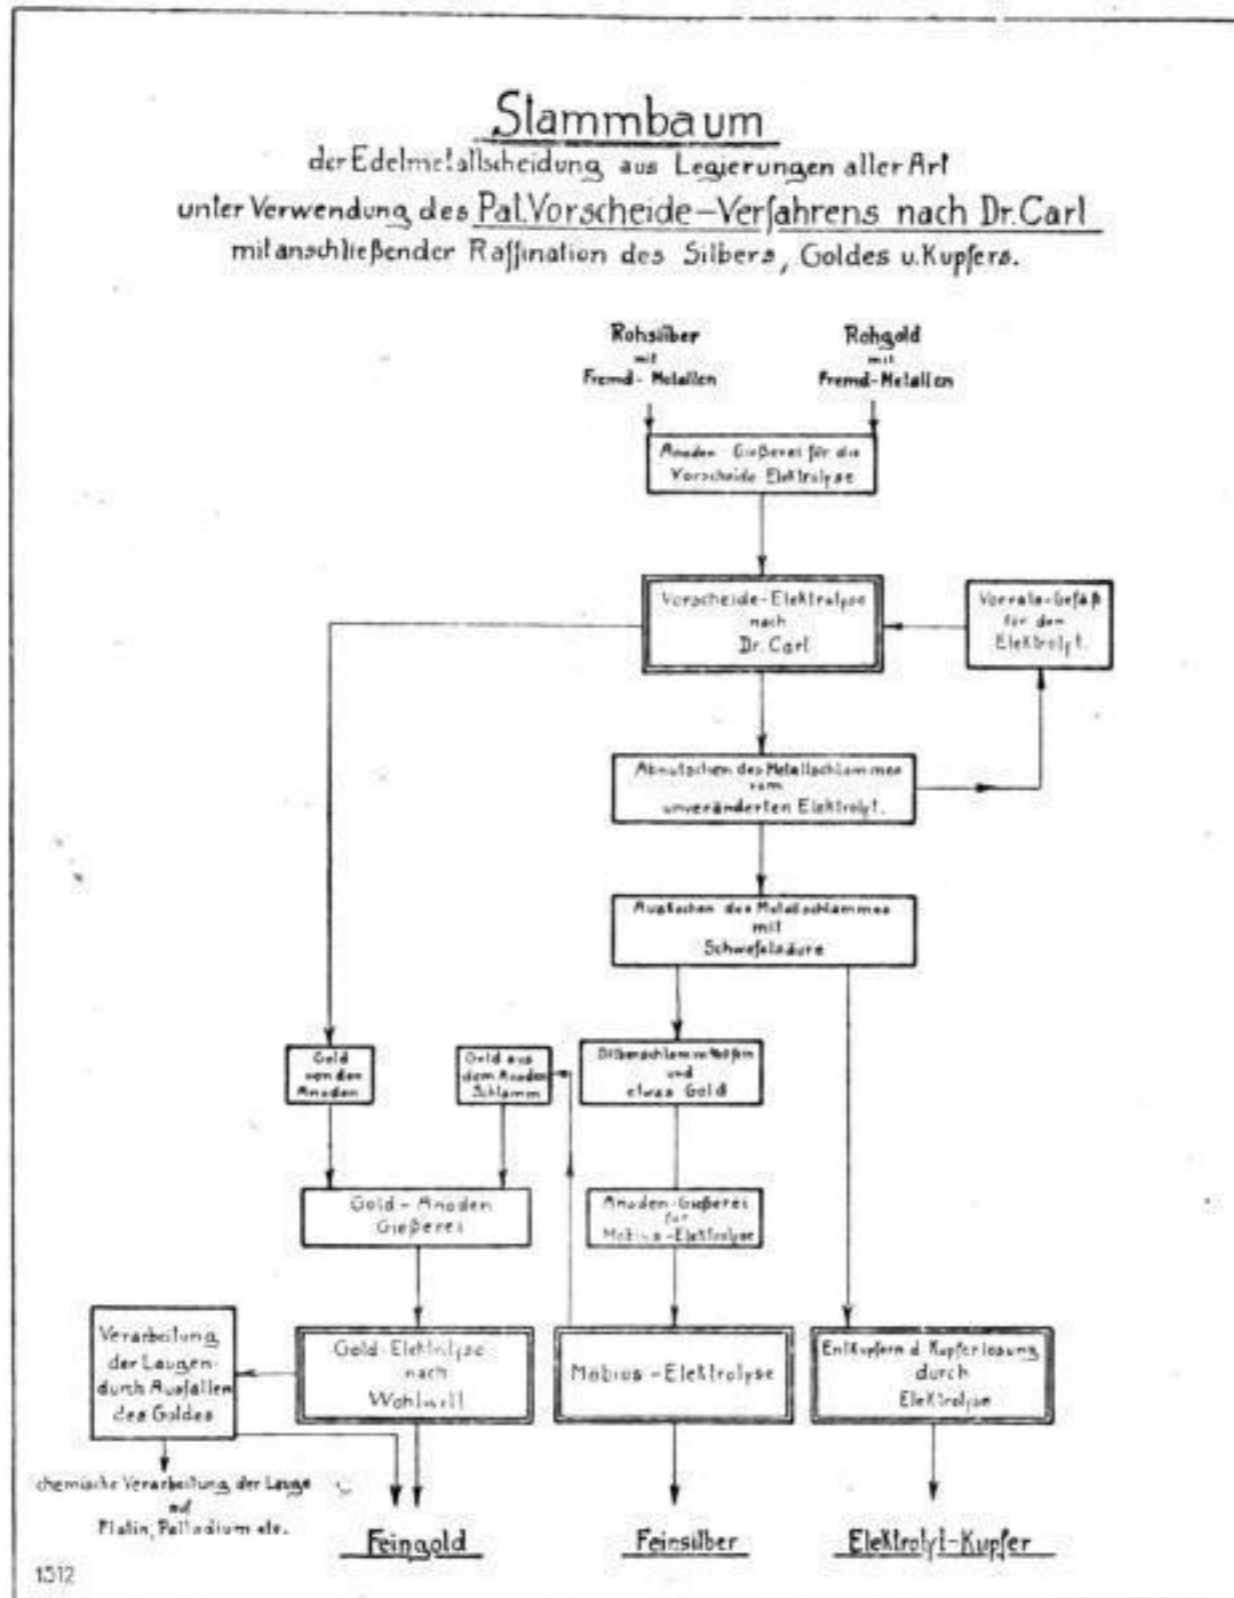 Stammbaum
der Edelmetallscheidung aus Legierungen aller Art
unter Verwendung des Pat.Vorscheide-Verfahrens nach Dr.Carl
mit anschließender Raffination des Silbers, Goldes u.Kupfers.
Rohsilber
mit
Fremd-Metallen
Rohgold
mit
Fremd-Metallen
Anoden Gießerei für die
Vorscheide Elektrolyse
Vorscheide-Elektrolyse
nach
Dr. Carl
Vorrats-Gefäß
für den
Elektrolyt.
Abnutschen des Metallschlammes
vom
unveränderten Elektrolyt.
Auskochen des Metallschlammes
mit
Schwefelsäure
Gold
von den
Anoden
Gold aus
dem Anoden
Schlamm
und
etwas Gold
Gold-Anoden
Gießerei
Anoden-Gießerei
für
Möbius-Elektrolyse
Verarbeitung
der Laugen
durch Ausfällen
des Goldes
Gold-Elektrolyse
nach
Wohlwill
Möbius-Elektrolyse
Entkupfern d. Kupferlösung
durch
Elektrolyse
chemische Verarbeitung der Lauge
auf
Platin, Palladium etc.
Feingold
Feinsilber
Elektrolyt-Kupfer
1512